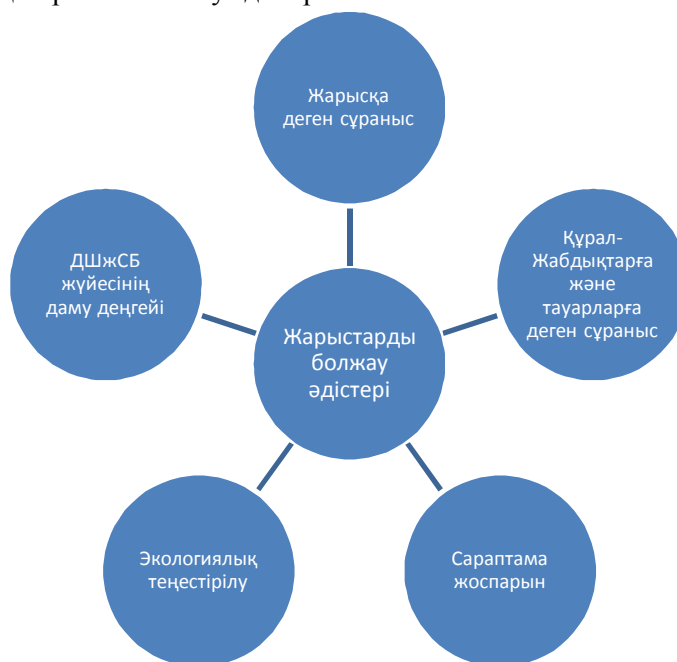 Жарысқа
деген сұраныс
ДШжСБ
жүйесінің
даму деңгейі
Құрал-
Жабдықтарға
және
тауарларға
деген сұраныс
Жарыстарды
болжау
әдістері
Экологиялық
теңестірілу
Сараптама
жоспарын